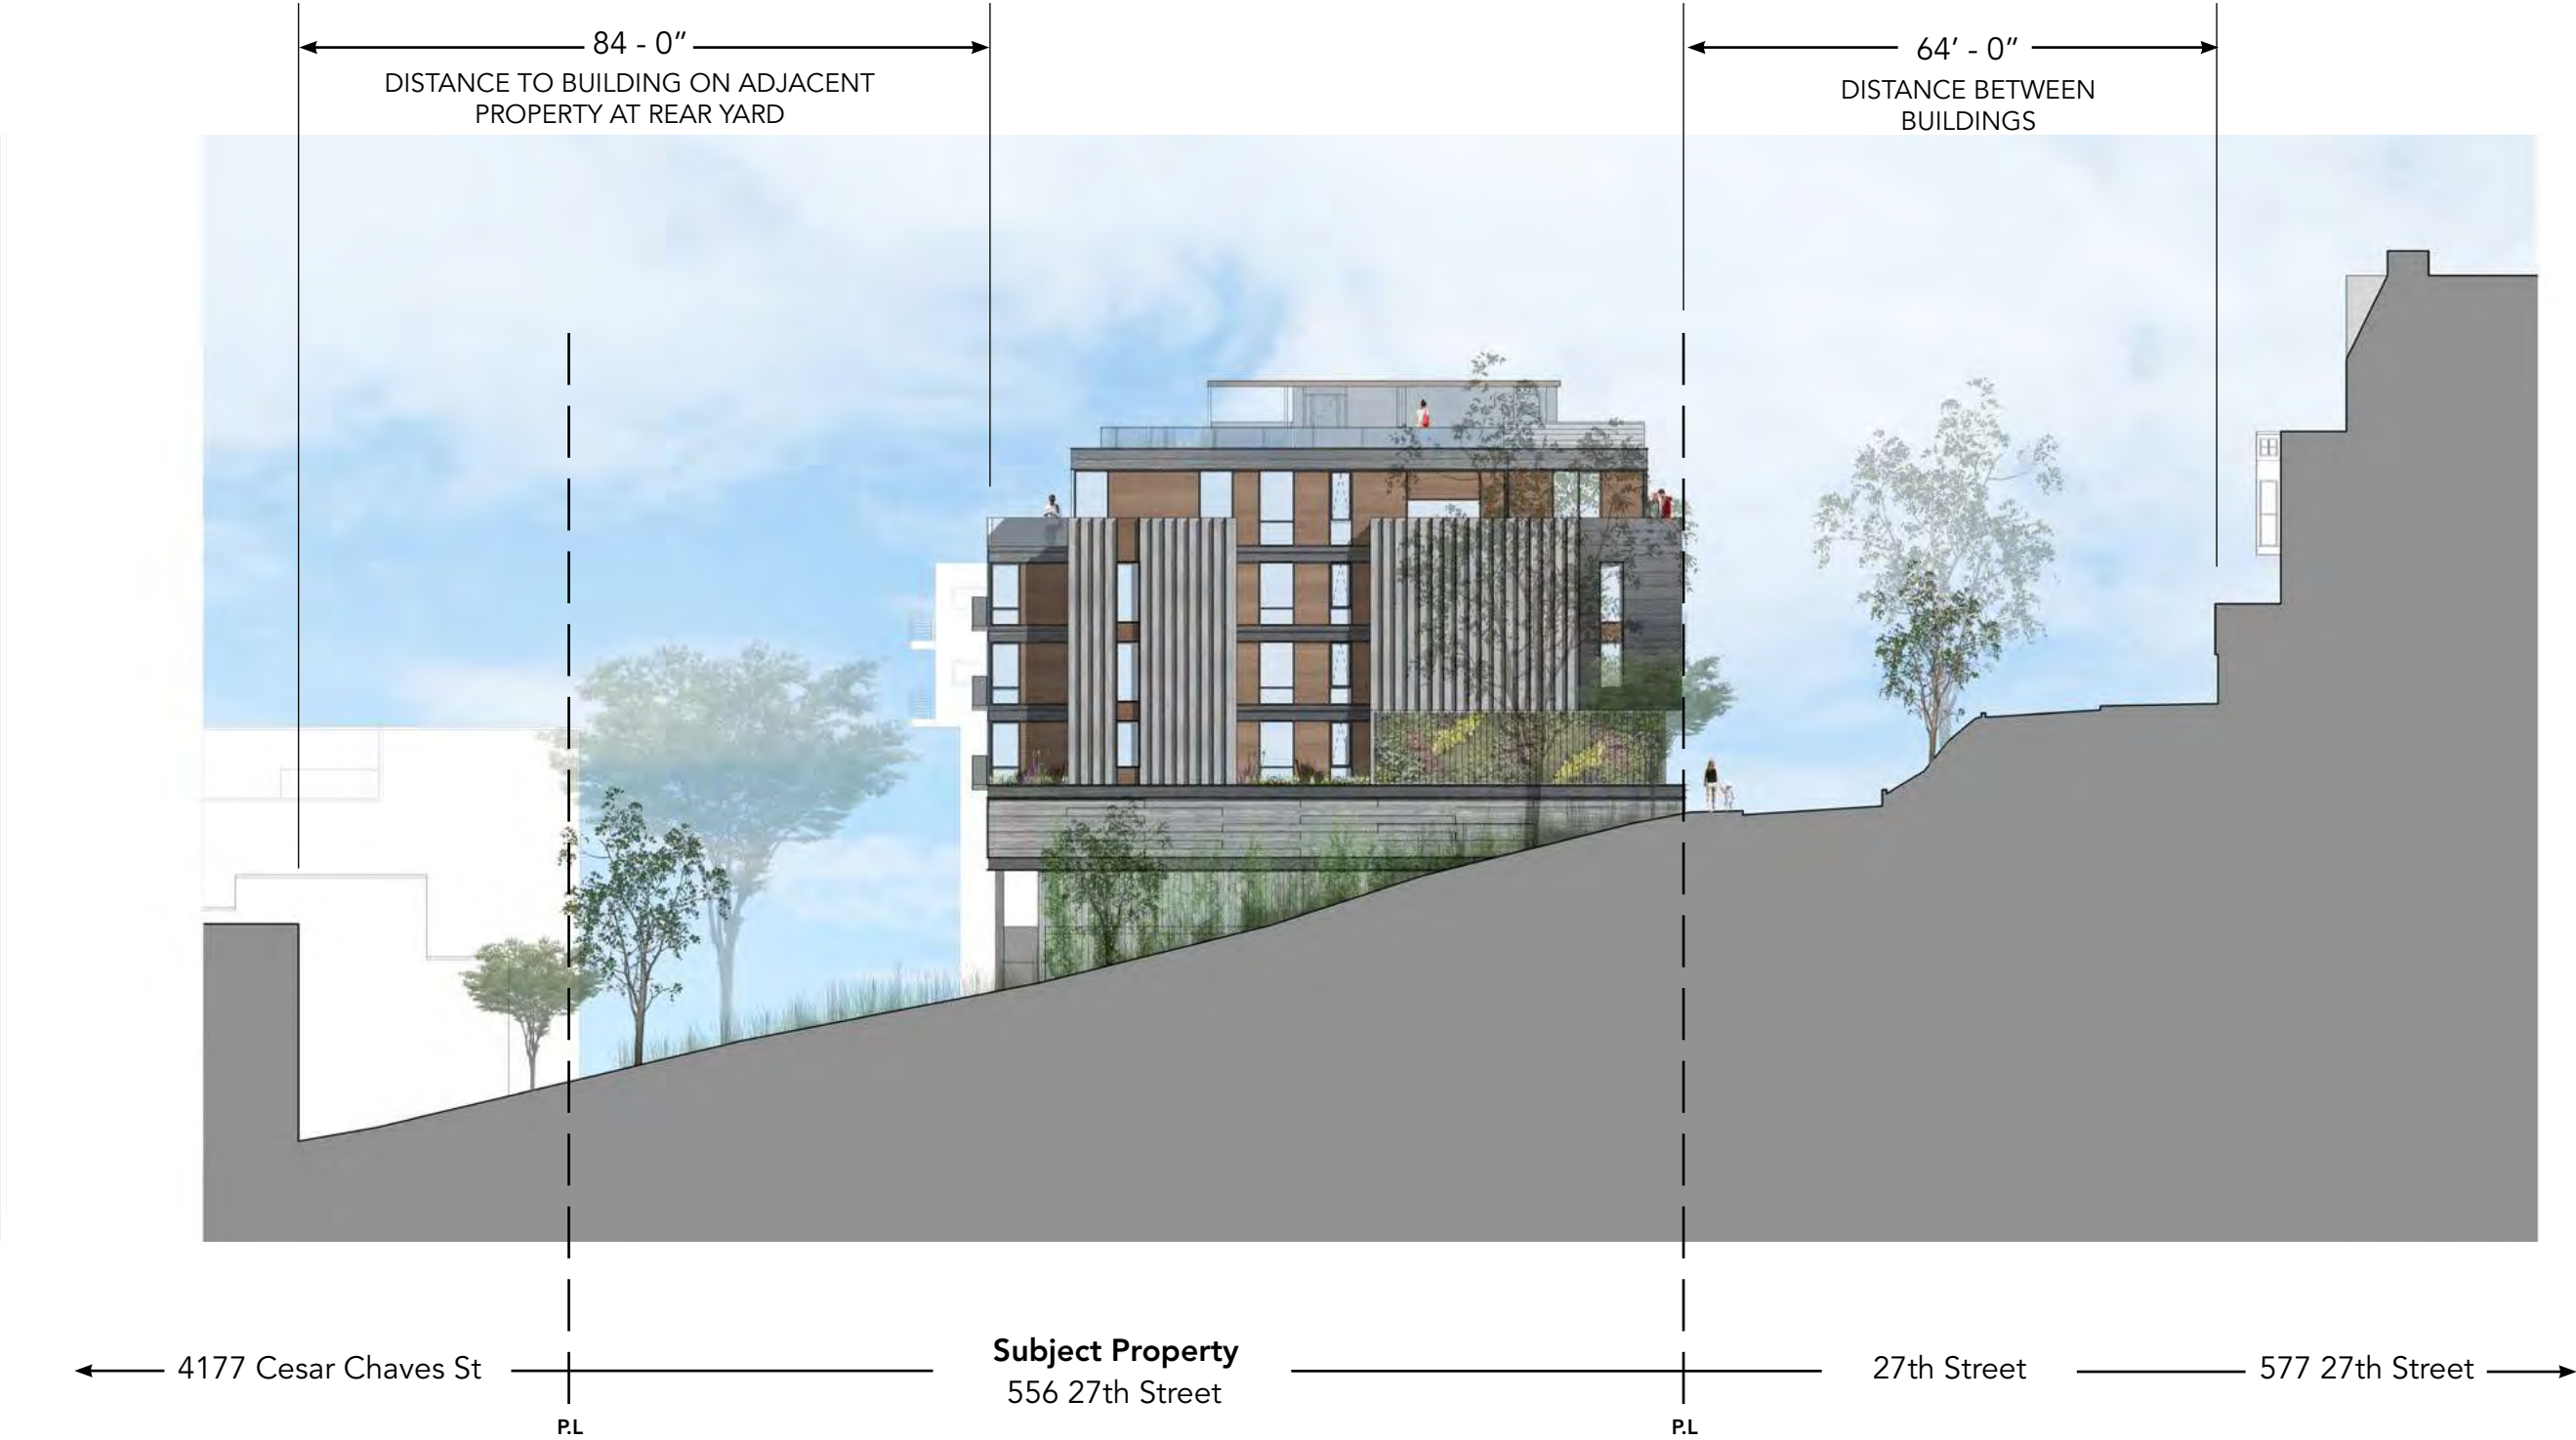 84 - 0”
DISTANCE TO BUILDING ON ADJACENT
PROPERTY AT REAR YARD
64’ - 0”
DISTANCE BETWEEN
BUILDINGS
4177 Cesar Chaves St
Subject Property
556 27th Street
27th Street
577 27th Street
P.L
P.L